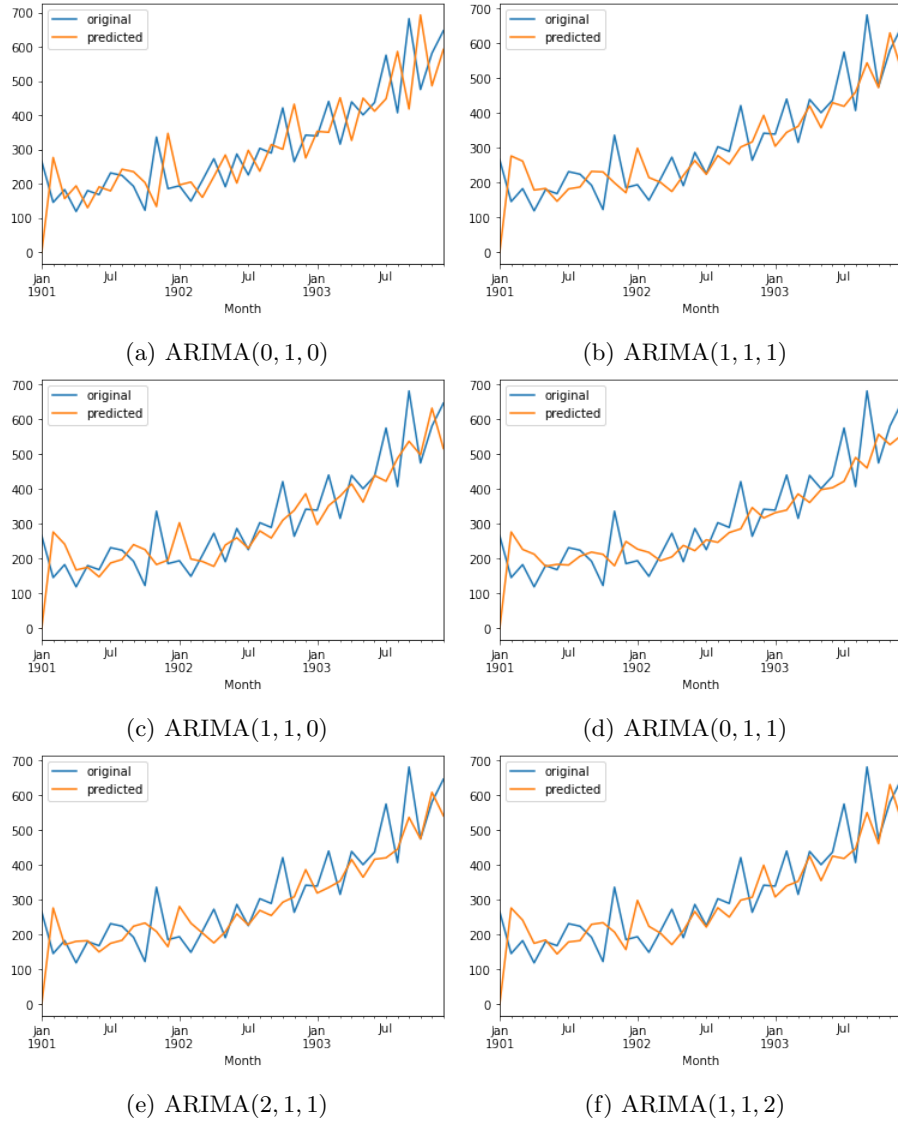 700
600
500
400
300
200
100
0
original
predicted
Jan
1901
Jul
Jan
1902
Jul
Jan
1903
Jul
Month
(a) ARIMA(0, 1, 0)
700
600
500
400
300
200
100
0
original
predicted
Jan
1901
Jul
Jan
1902
Jul
Jan
1903
Jul
Month
(b) ARIMA(1, 1, 1)
700
600
500
400
300
200
100
0
original
predicted
Jan
1901
Jul
Jan
1902
Jul
Jan
1903
Jul
Month
(c) ARIMA(1, 1, 0)
700
600
500
400
300
200
100
0
original
predicted
Jan
1901
Jul
Jan
1902
Jul
Jan
1903
Jul
Month
(d) ARIMA(0, 1, 1)
700
600
500
400
300
200
100
0
original
predicted
Jan
1901
Jul
Jan
1902
Jul
Jan
1903
Jul
Month
(e) ARIMA(2, 1, 1)
700
600
500
400
300
200
100
0
original
predicted
Jan
1901
Jul
Jan
1902
Jul
Jan
1903
Jul
Month
(f) ARIMA(1, 1, 2)